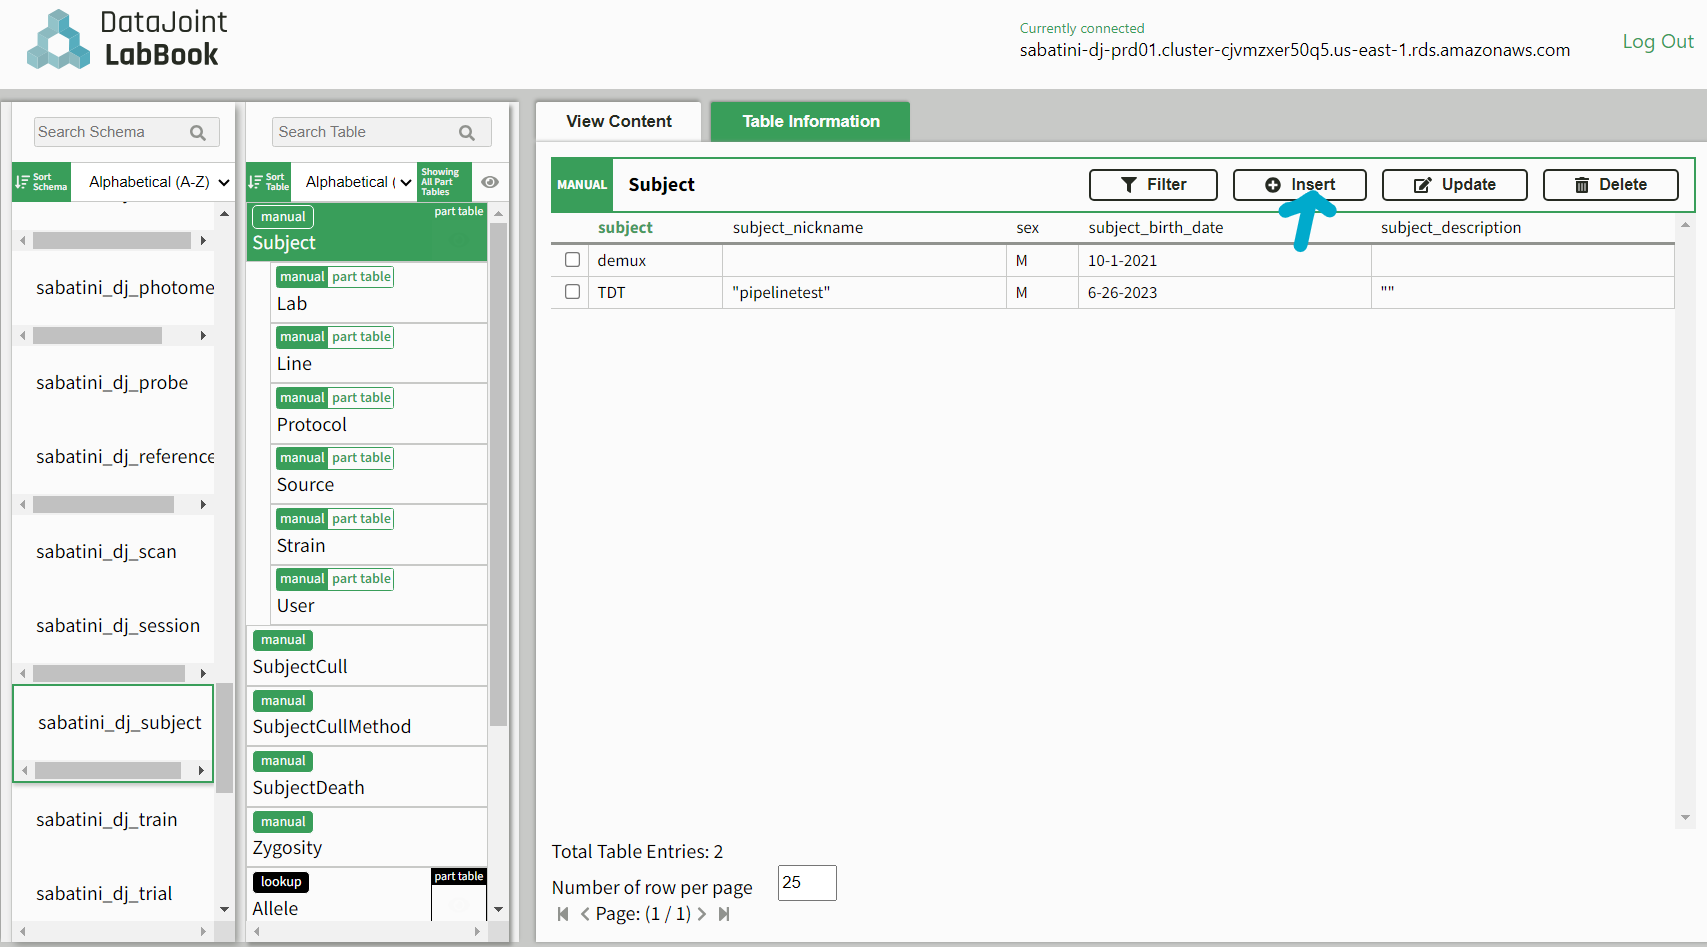 DataJoint
LabBook
Currently connected
sabatini-dj-prd01.cluster-cjvmzxer50q5.us-east-1.rds.amazonaws.com
Log Out
Search Schema
Sort
Schema
Alphabetical (A-Z)
sabatini_dj_photome
sabatini_dj_probe
sabatini_dj_reference
sabatini_dj_scan
sabatini_dj_session
sabatini_dj_subject
sabatini_dj_train
sabatini_dj_trial
Search Table
Sort
Table
Alphabetical (
Showing
All Part
Tables
manual
part table
Subject
manual part table
Lab
manual part table
Line
manual part table
Protocol
manual part table
Source
manual part table
Strain
manual part table
User
manual
SubjectCull
manual
SubjectCullMethod
manual
SubjectDeath
manual
Zygosity
lookup
part table
Allele
View Content
Table Information
MANUAL Subject
Filter Insert Update Delete
subject subject_nickname sex subject_birth_date subject_description
demux M 10-1-2021
TDT "pipelinetest" M 6-26-2023 ""
Total Table Entries: 2
Number of row per page 25
Page: (1 / 1)